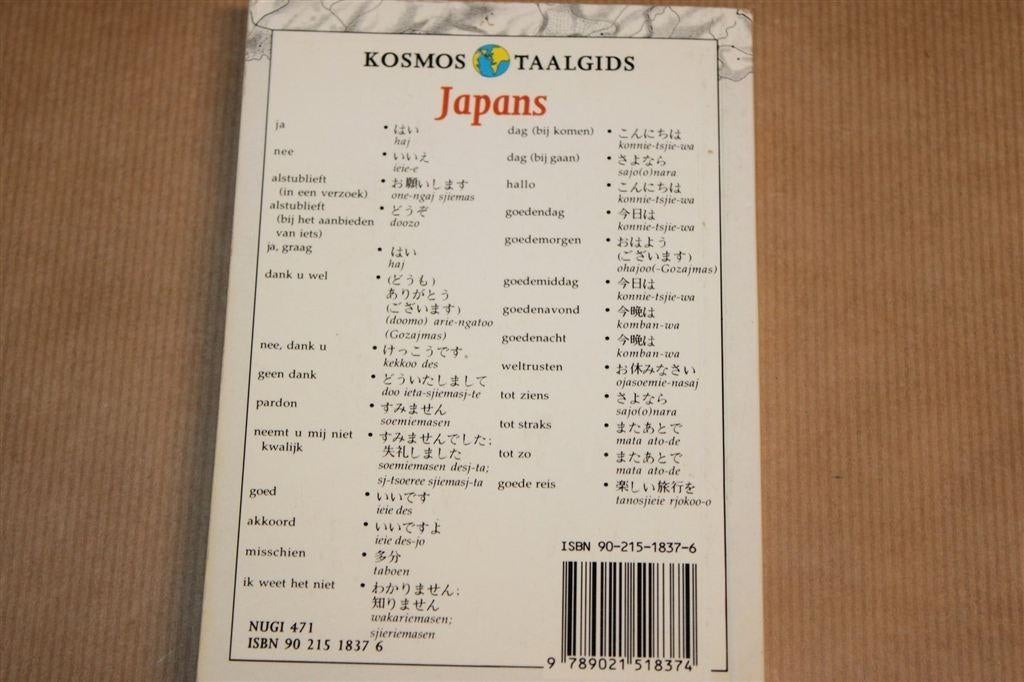 KOSMOS TAALGIDS
Japans
ja • はい
haj
nee • いいえ
ieie-e
alstublieft • お願いします
(in een verzoek) one-ngaj sjiemas
alstublieft • どうぞ
(bij het aanbieden doozo
van iets)
ja, graag • はい
haj
dank u wel • (どうも)
ありがとう
(ございます)
(doomo) arie-ngatoo
(Gozajmas)
nee, dank u • けっこうです。
kekkoo des
geen dank • どういたしまして
doo ieta-sjiemasj-te
pardon • すみません
soemiemasen
neemt u mij niet • すみませんでした;
kwalijk 失礼しました
soemiemasen desj-ta;
sj-tsoeree sjiemasj-ta
goed • いいです
ieie des
akkoord • いいですよ
ieie des-jo
misschien • 多分
taboen
ik weet het niet • わかりません;
知りません
wakariemasen;
sjieriemasen
NUGI 471
ISBN 90 215 1837 6
dag (bij komen) • こんにちは
konnie-tsjie-wa
dag (bij gaan) • さよなら
sajo(o)nara
hallo • こんにちは
konnie-tsjie-wa
goedendag • 今日は
konnie-tsjie-wa
goedemorgen • おはよう
(ございます)
ohajoo(-Gozajmas)
goedemiddag • 今日は
konnie-tsjie-wa
goedenavond • 今晩は
komban-wa
goedenacht • 今晩は
komban-wa
weltrusten • お休みなさい
ojasoemie-nasaj
tot ziens • さよなら
sajo(o)nara
tot straks • またあとで
mata ato-de
tot zo • またあとで
mata ato-de
goede reis • 楽しい旅行を
tanosjieie rjokoo-o
ISBN 90-215-1837-6
9 789021 518374